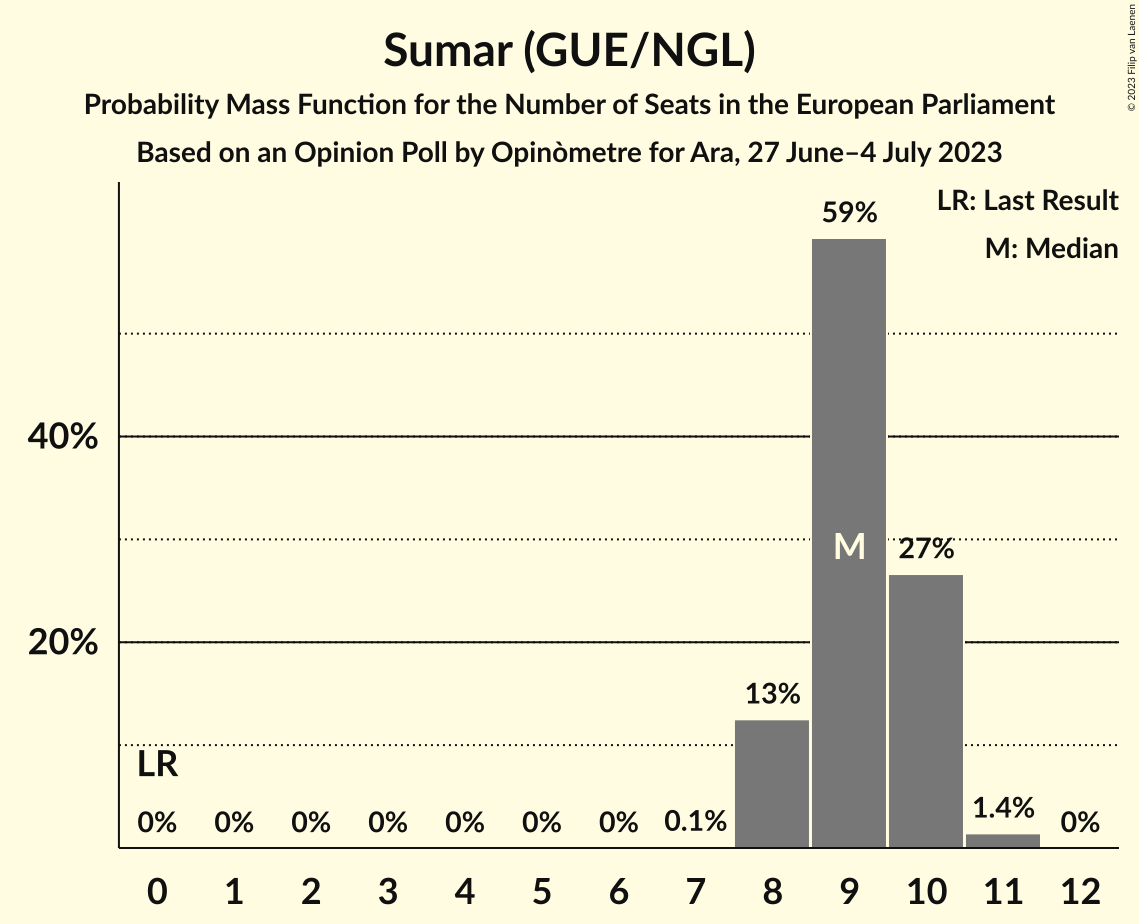 Sumar (GUE/NGL)
Probability Mass Function for the Number of Seats in the European Parliament
Based on an Opinion Poll by Opinòmetre for Ara, 27 June–4 July 2023
© 2023 Filip van Laenen
LR: Last Result
M: Median
59%
40%
M
27%
20%
13%
LR
0% 0% 0% 0% 0% 0% 0% 0.1% 1.4% 0%
0 1 2 3 4 5 6 7 8 9 10 11 12